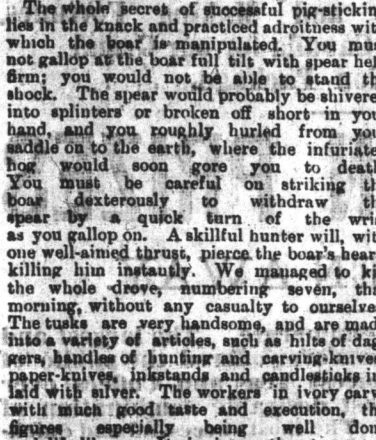 The whole secret of successful pig-stickin
lies in the knack and practiced adroitness wit
which the boar is manipulated. You mus
not gallop at the boar full tilt with spear hel
firm; you would not be able to stand th
shock. The spear would probably be shivere
into splinters or broken off short in you
hand, and you roughly hurled from you
saddle on to the earth, where the infuriate
hog would soon gore you to death
You must be careful on striking th
boar dexterously to withdraw th
spear by a quick turn of the wris
as you gallop on. A skillful hunter will, wit
one well-aimed thrust, pierce the boar's hear
killing him instantly. We managed to ki
the whole drove, numbering seven, tha
morning, without any casualty to ourselve
The tusks are very handsome, and are mad
into a variety of articles, such as hilts of dag
gers, handles of hunting and carving-knive
paper-knives, inkstands and candlesticks in
laid with silver. The workers in ivory carv
with much good taste and execution, th
figures especially being well don